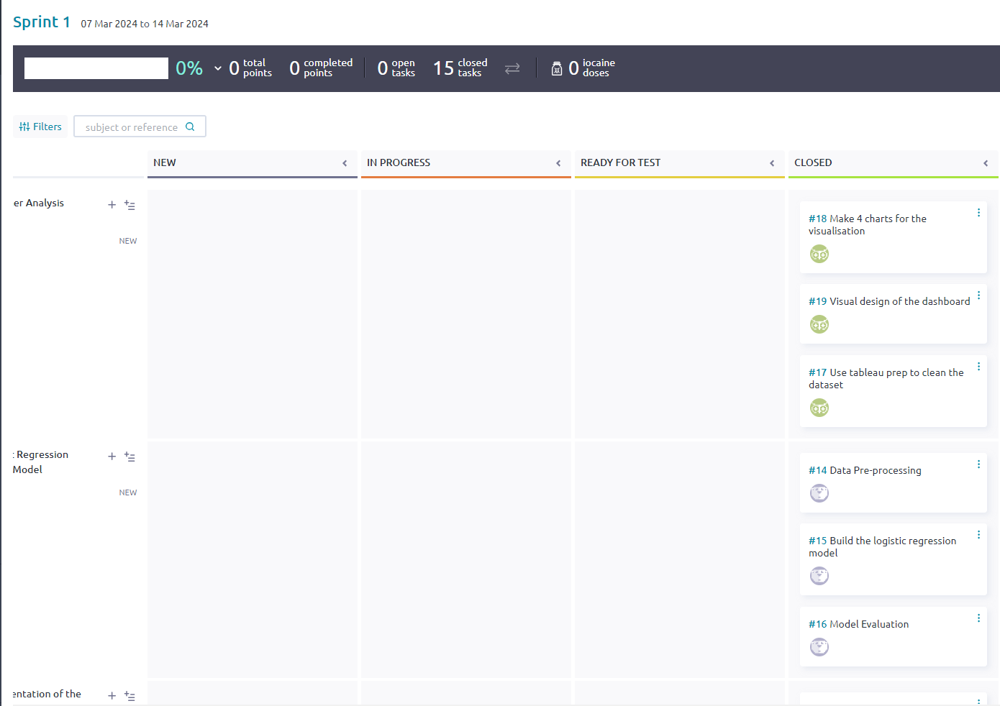 Sprint 1 07 Mar 2024 to 14 Mar 2024
0% 0 total points 0 completed points 0 open tasks 15 closed tasks 0 iocaine doses
Filters subject or reference
NEW IN PROGRESS READY FOR TEST CLOSED
er Analysis
NEW
#18 Make 4 charts for the
visualisation
#19 Visual design of the dashboard
#17 Use tableau prep to clean the
dataset
: Regression
Model
NEW
#14 Data Pre-processing
#15 Build the logistic regression
model
#16 Model Evaluation
entation of the